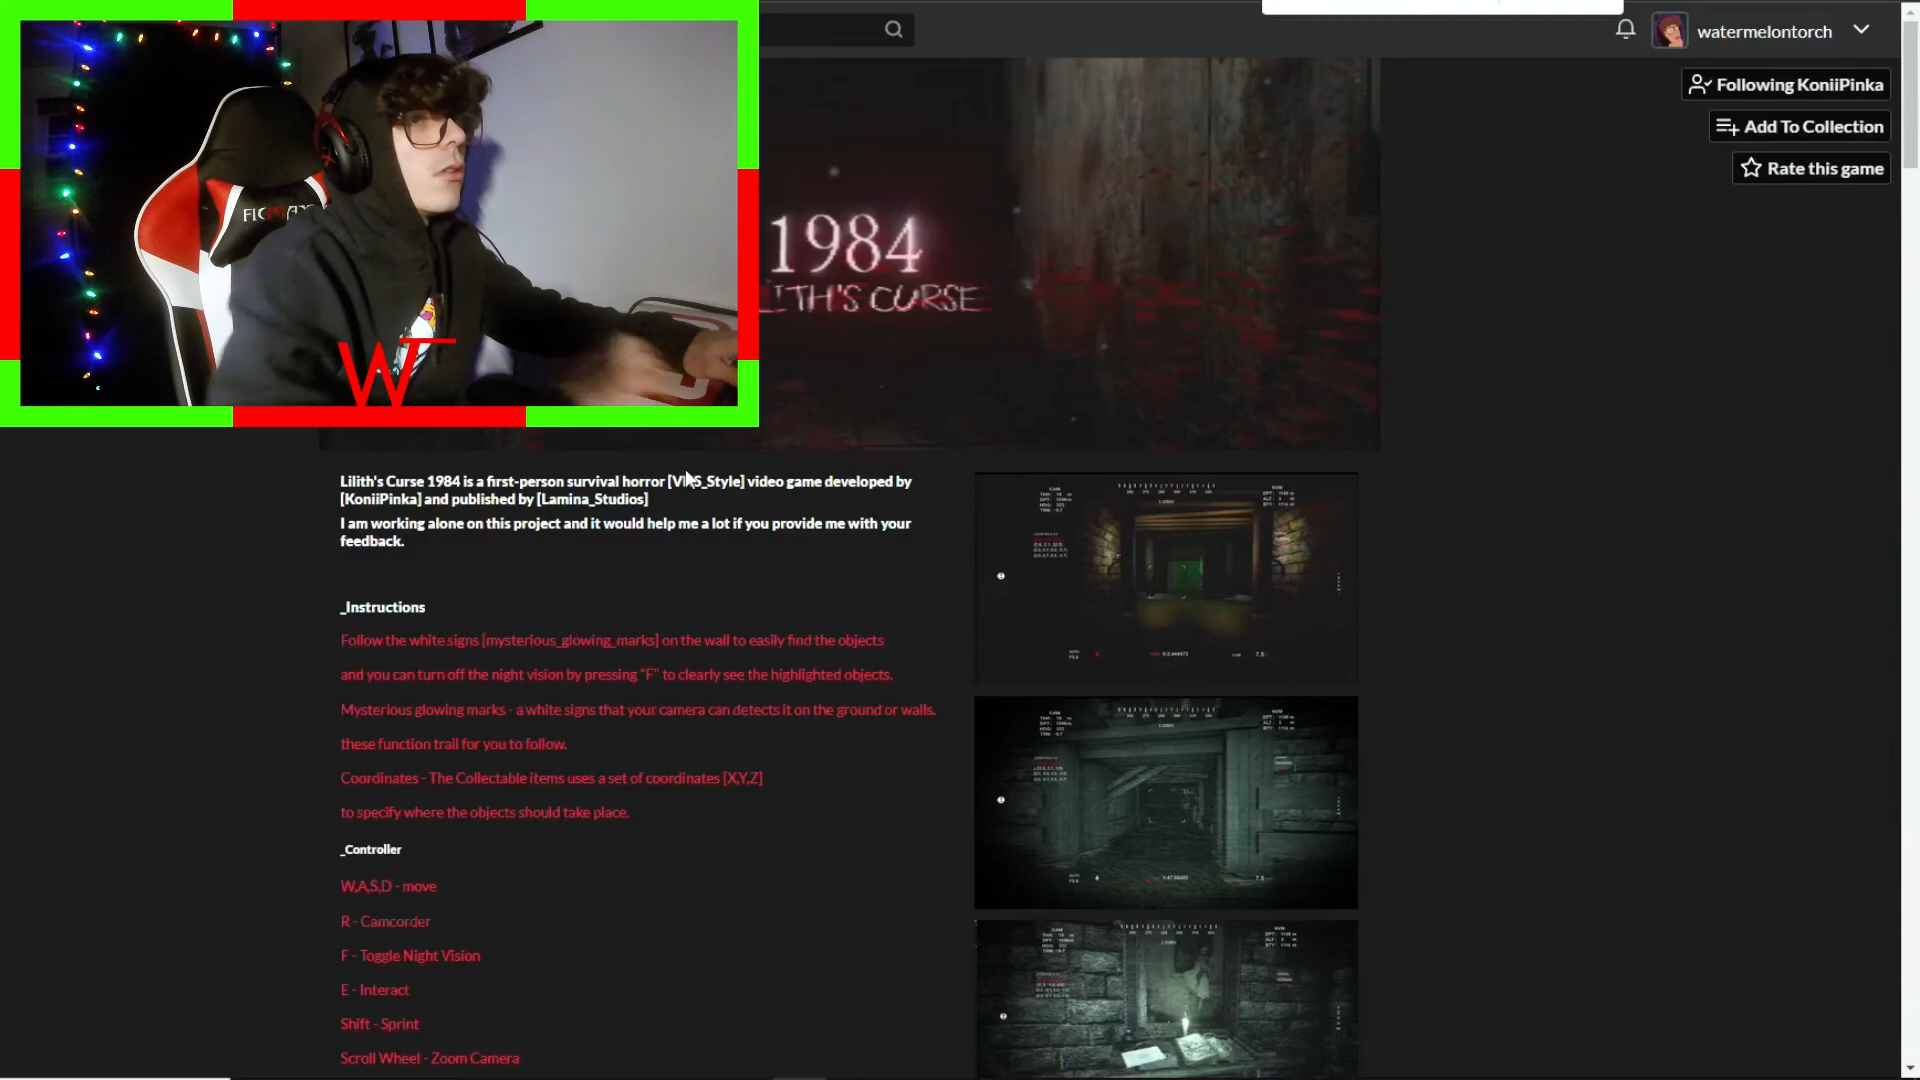 watermelontorch
Following KoniiPinka
Add To Collection
Rate this game
1984
LITH'S CURSE
W
Lilith's Curse 1984 is a first-person survival horror [VHS_Style] video game developed by
[KoniiPinka] and published by [Lamina_Studios]
I am working alone on this project and it would help me a lot if you provide me with your
feedback.
_Instructions
Follow the white signs [mysterious_glowing_marks] on the wall to easily find the objects
and you can turn off the night vision by pressing "F" to clearly see the highlighted objects.
Mysterious glowing marks - a white signs that your camera can detects it on the ground or walls.
these function trail for you to follow.
Coordinates - The Collectable items uses a set of coordinates [X,Y,Z]
to specify where the objects should take place.
_Controller
W,A,S,D - move
R - Camcorder
F - Toggle Night Vision
E - Interact
Shift - Sprint
Scroll Wheel - Zoom Camera